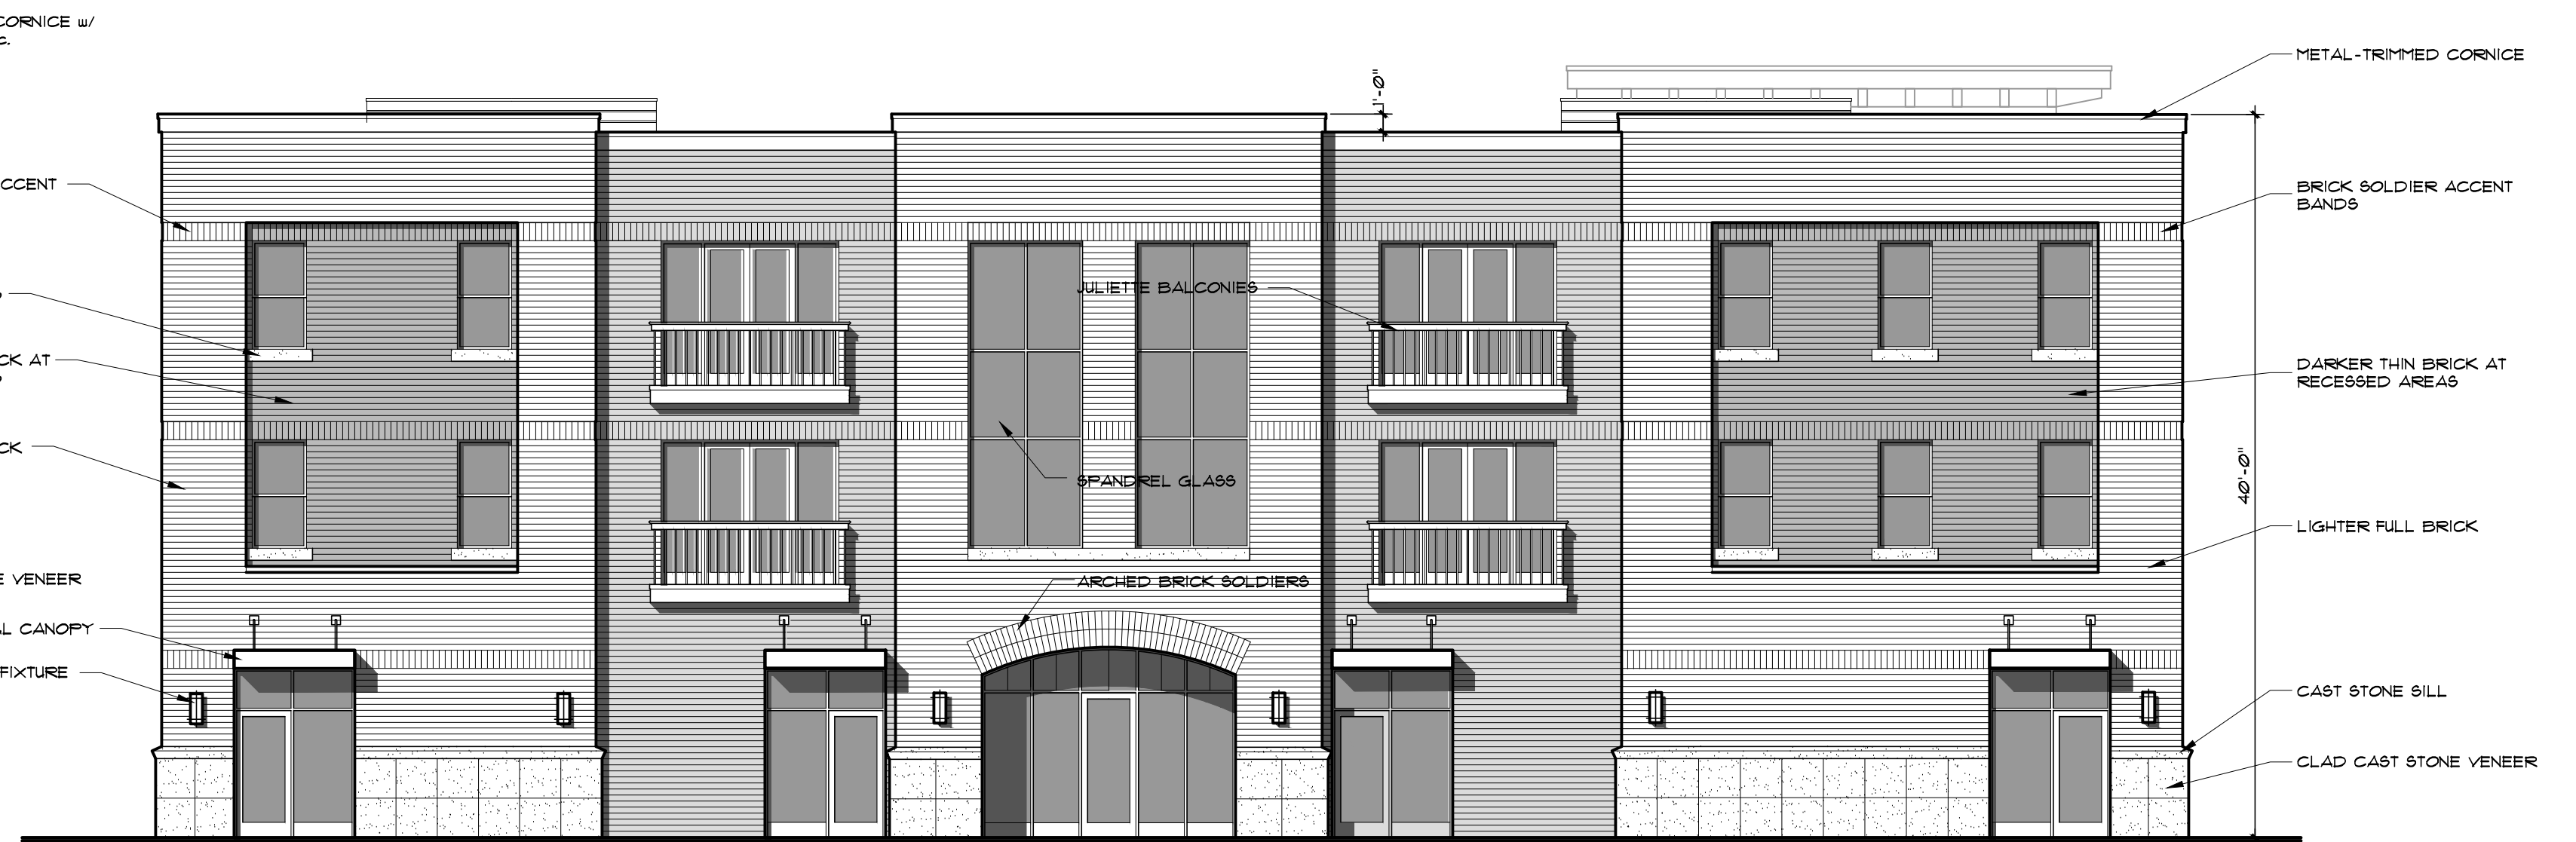 CORNICE w/
C.
CCENT
S
CK AT
S
CK
E VENEER
L CANOPY
FIXTURE
1'-0"
JULIETTE BALCONIES
SPANDREL GLASS
ARCHED BRICK SOLDIERS
METAL-TRIMMED CORNICE
BRICK SOLDIER ACCENT
BANDS
DARKER THIN BRICK AT
RECESSED AREAS
40'-0"
LIGHTER FULL BRICK
CAST STONE SILL
CLAD CAST STONE VENEER